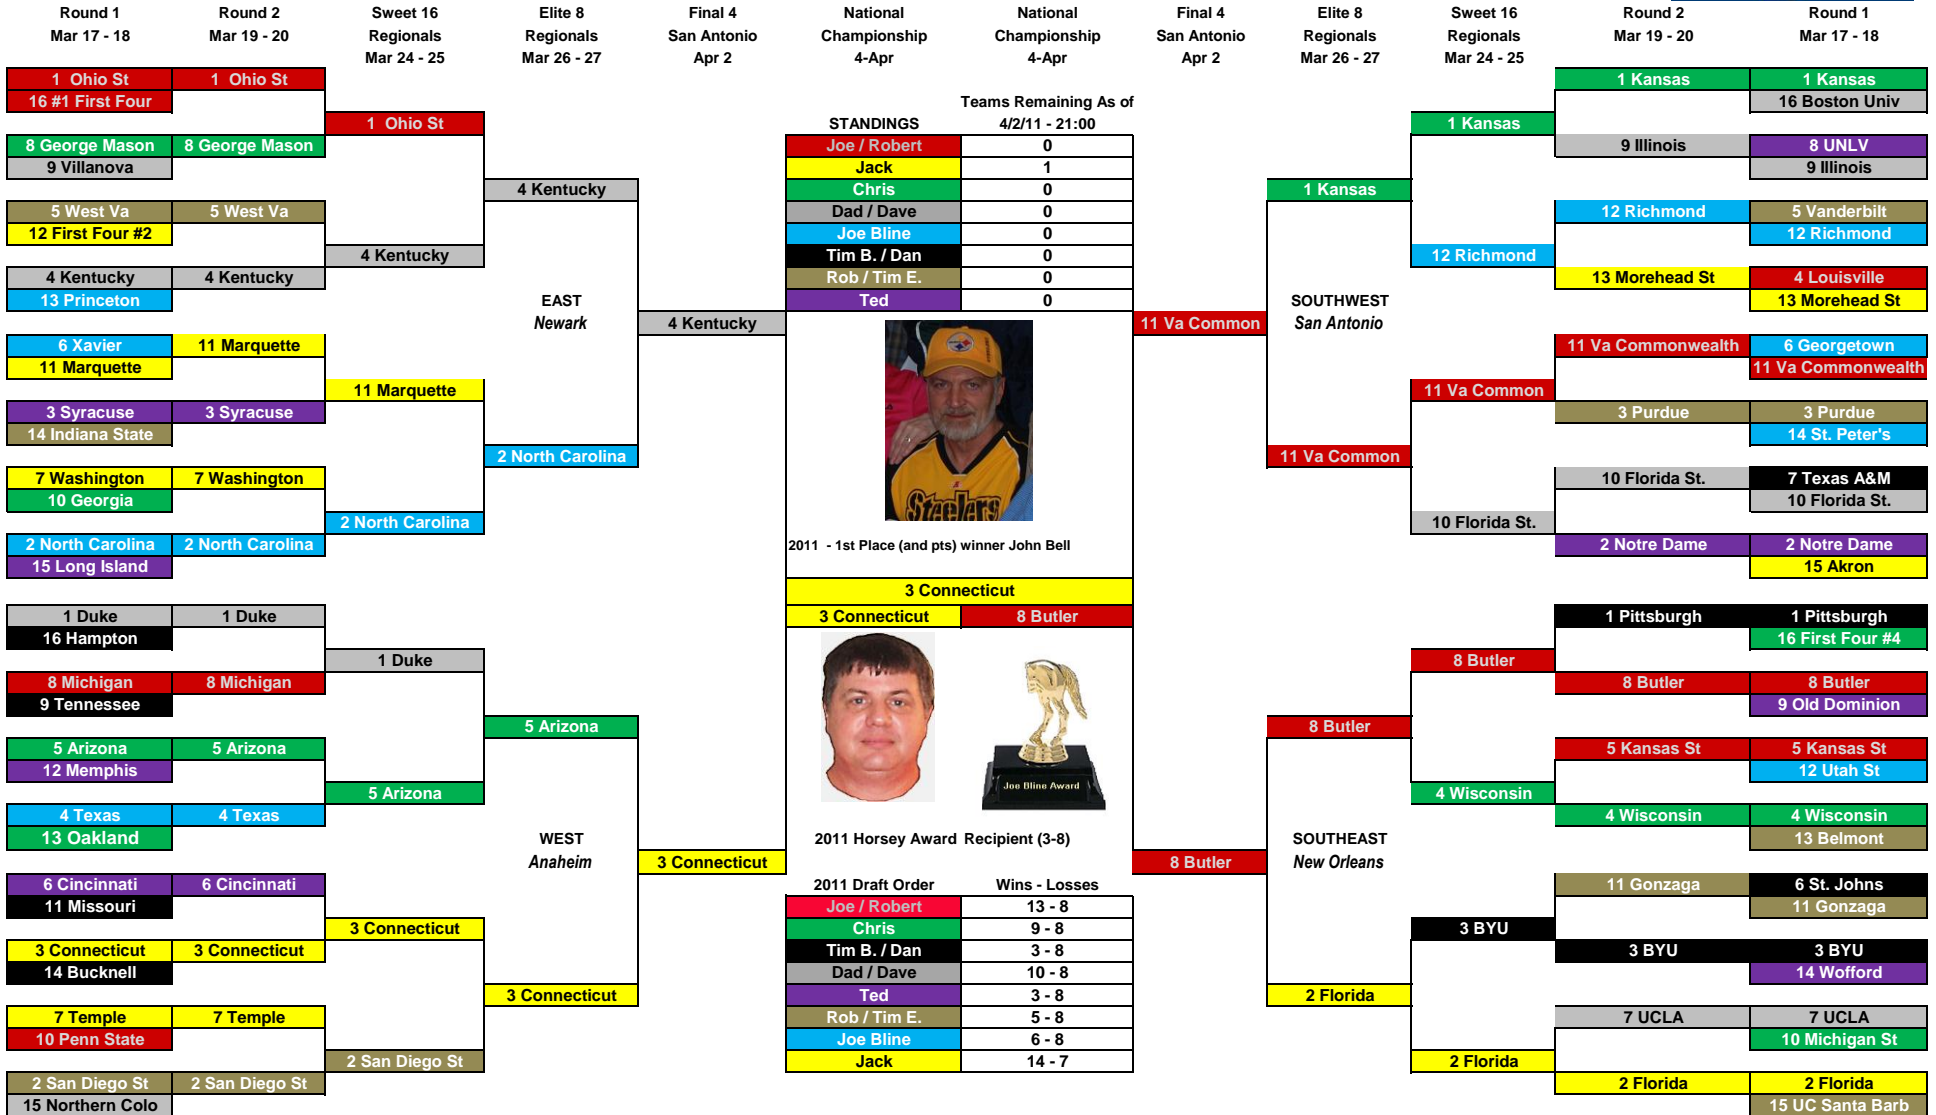 Round 1
Mar 17 - 18
Round 2
Mar 19 - 20
Sweet 16
Regionals
Mar 24 - 25
Elite 8
Regionals
Mar 26 - 27
Final 4
San Antonio
Apr 2
National
Championship
4-Apr
National
Championship
4-Apr
Final 4
San Antonio
Apr 2
Elite 8
Regionals
Mar 26 - 27
Sweet 16
Regionals
Mar 24 - 25
Round 2
Mar 19 - 20
Round 1
Mar 17 - 18
1 Ohio St
16 #1 First Four
8 George Mason
9 Villanova
5 West Va
12 First Four #2
4 Kentucky
13 Princeton
6 Xavier
11 Marquette
3 Syracuse
14 Indiana State
7 Washington
10 Georgia
2 North Carolina
15 Long Island
1 Duke
16 Hampton
8 Michigan
9 Tennessee
5 Arizona
12 Memphis
4 Texas
13 Oakland
6 Cincinnati
11 Missouri
3 Connecticut
14 Bucknell
7 Temple
10 Penn State
2 San Diego St
15 Northern Colo
1 Ohio St
8 George Mason
5 West Va
4 Kentucky
11 Marquette
3 Syracuse
7 Washington
2 North Carolina
1 Duke
8 Michigan
5 Arizona
4 Texas
6 Cincinnati
3 Connecticut
7 Temple
2 San Diego St
1 Ohio St
4 Kentucky
11 Marquette
2 North Carolina
1 Duke
5 Arizona
3 Connecticut
2 San Diego St
4 Kentucky
EAST
Newark
2 North Carolina
5 Arizona
WEST
Anaheim
3 Connecticut
4 Kentucky
3 Connecticut
Teams Remaining As of
STANDINGS 4/2/11 - 21:00
Joe / Robert 0
Jack 1
Chris 0
Dad / Dave 0
Joe Bline 0
Tim B. / Dan 0
Rob / Tim E. 0
Ted 0
Steelers
2011 - 1st Place (and pts) winner John Bell
3 Connecticut
3 Connecticut 8 Butler
Joe Bline Award
2011 Horsey Award Recipient (3-8)
2011 Draft Order Wins - Losses
Joe / Robert 13 - 8
Chris 9 - 8
Tim B. / Dan 3 - 8
Dad / Dave 10 - 8
Ted 3 - 8
Rob / Tim E. 5 - 8
Joe Bline 6 - 8
Jack 14 - 7
11 Va Common
8 Butler
1 Kansas
SOUTHWEST
San Antonio
11 Va Common
8 Butler
SOUTHEAST
New Orleans
2 Florida
1 Kansas
12 Richmond
11 Va Common
10 Florida St.
8 Butler
4 Wisconsin
3 BYU
2 Florida
1 Kansas
9 Illinois
12 Richmond
13 Morehead St
11 Va Commonwealth
3 Purdue
10 Florida St.
2 Notre Dame
1 Pittsburgh
8 Butler
5 Kansas St
4 Wisconsin
11 Gonzaga
3 BYU
7 UCLA
2 Florida
1 Kansas
16 Boston Univ
8 UNLV
9 Illinois
5 Vanderbilt
12 Richmond
4 Louisville
13 Morehead St
6 Georgetown
11 Va Commonwealth
3 Purdue
14 St. Peter's
7 Texas A&M
10 Florida St.
2 Notre Dame
15 Akron
1 Pittsburgh
16 First Four #4
8 Butler
9 Old Dominion
5 Kansas St
12 Utah St
4 Wisconsin
13 Belmont
6 St. Johns
11 Gonzaga
3 BYU
14 Wofford
7 UCLA
10 Michigan St
2 Florida
15 UC Santa Barb